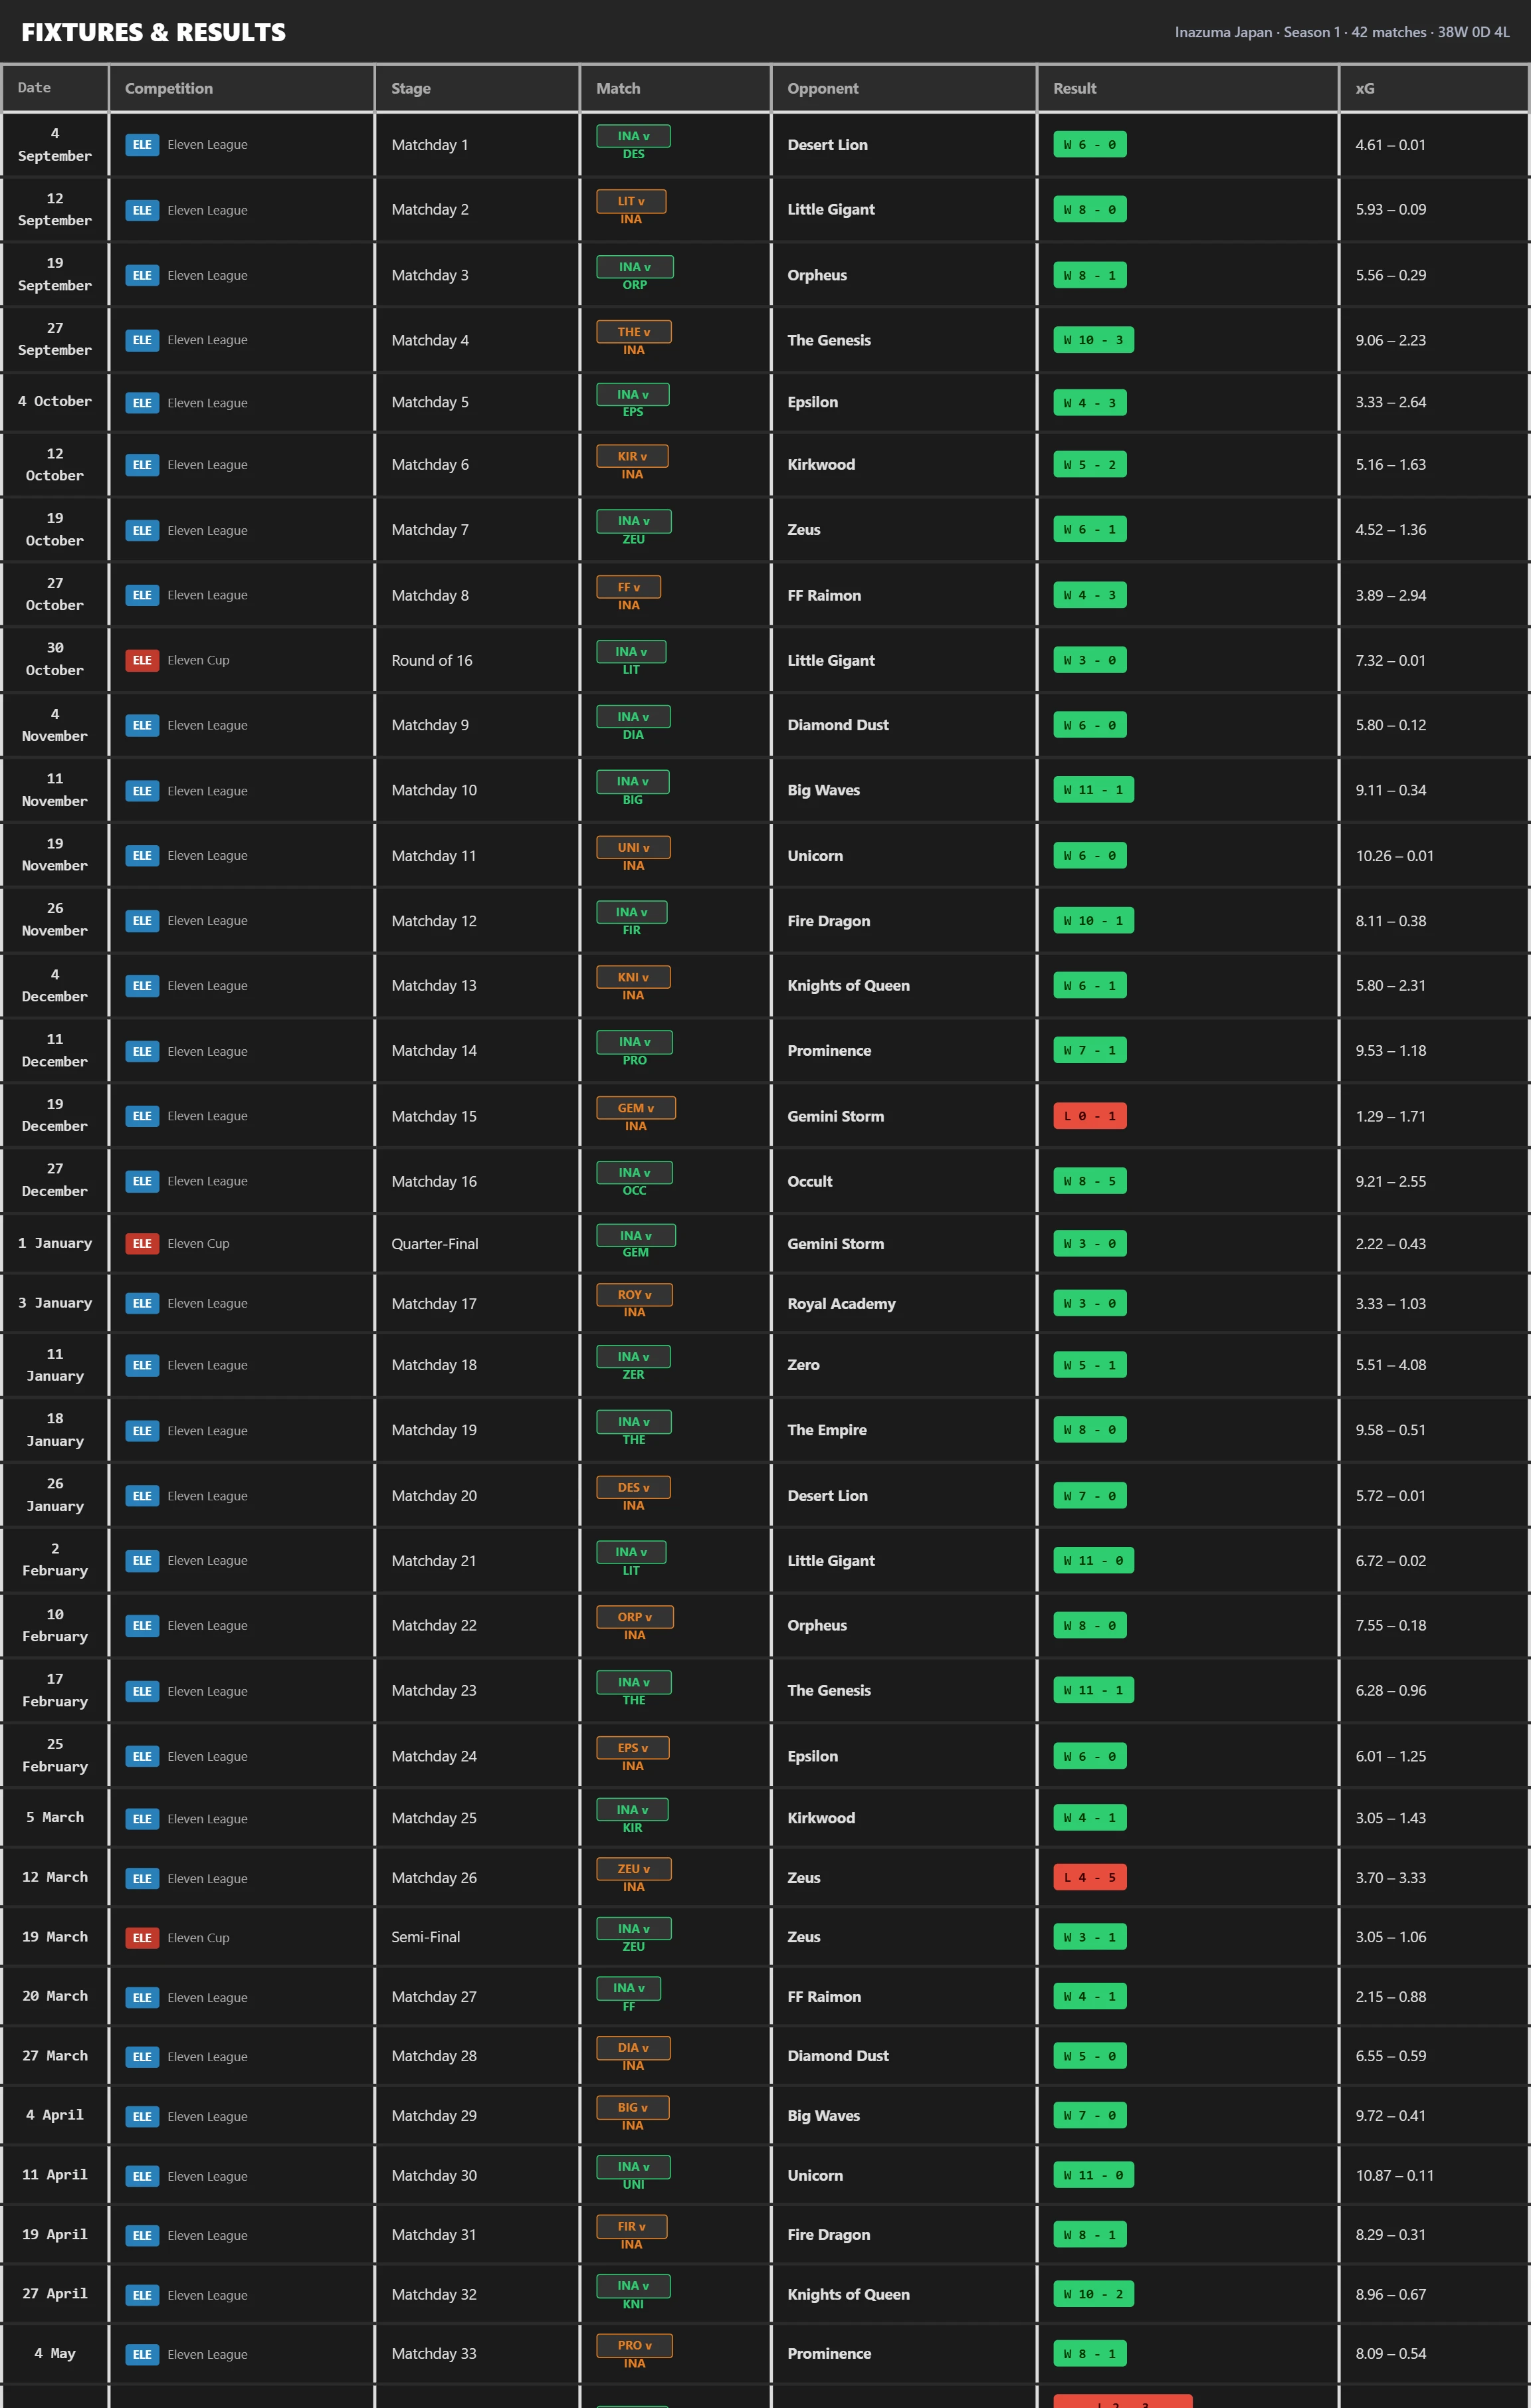 FIXTURES & RESULTS
Inazuma Japan · Season 1 · 42 matches · 38W 0D 4L
Date Competition Stage Match Opponent Result xG
4 September ELE Eleven League Matchday 1 INA v DES Desert Lion W 6 - 0 4.61 – 0.01
12 September ELE Eleven League Matchday 2 LIT v INA Little Gigant W 8 - 0 5.93 – 0.09
19 September ELE Eleven League Matchday 3 INA v ORP Orpheus W 8 - 1 5.56 – 0.29
27 September ELE Eleven League Matchday 4 THE v INA The Genesis W 10 - 3 9.06 – 2.23
4 October ELE Eleven League Matchday 5 INA v EPS Epsilon W 4 - 3 3.33 – 2.64
12 October ELE Eleven League Matchday 6 KIR v INA Kirkwood W 5 - 2 5.16 – 1.63
19 October ELE Eleven League Matchday 7 INA v ZEU Zeus W 6 - 1 4.52 – 1.36
27 October ELE Eleven League Matchday 8 FF v INA FF Raimon W 4 - 3 3.89 – 2.94
30 October ELE Eleven Cup Round of 16 INA v LIT Little Gigant W 3 - 0 7.32 – 0.01
4 November ELE Eleven League Matchday 9 INA v DIA Diamond Dust W 6 - 0 5.80 – 0.12
11 November ELE Eleven League Matchday 10 INA v BIG Big Waves W 11 - 1 9.11 – 0.34
19 November ELE Eleven League Matchday 11 UNI v INA Unicorn W 6 - 0 10.26 – 0.01
26 November ELE Eleven League Matchday 12 INA v FIR Fire Dragon W 10 - 1 8.11 – 0.38
4 December ELE Eleven League Matchday 13 KNI v INA Knights of Queen W 6 - 1 5.80 – 2.31
11 December ELE Eleven League Matchday 14 INA v PRO Prominence W 7 - 1 9.53 – 1.18
19 December ELE Eleven League Matchday 15 GEM v INA Gemini Storm L 0 - 1 1.29 – 1.71
27 December ELE Eleven League Matchday 16 INA v OCC Occult W 8 - 5 9.21 – 2.55
1 January ELE Eleven Cup Quarter-Final INA v GEM Gemini Storm W 3 - 0 2.22 – 0.43
3 January ELE Eleven League Matchday 17 ROY v INA Royal Academy W 3 - 0 3.33 – 1.03
11 January ELE Eleven League Matchday 18 INA v ZER Zero W 5 - 1 5.51 – 4.08
18 January ELE Eleven League Matchday 19 INA v THE The Empire W 8 - 0 9.58 – 0.51
26 January ELE Eleven League Matchday 20 DES v INA Desert Lion W 7 - 0 5.72 – 0.01
2 February ELE Eleven League Matchday 21 INA v LIT Little Gigant W 11 - 0 6.72 – 0.02
10 February ELE Eleven League Matchday 22 ORP v INA Orpheus W 8 - 0 7.55 – 0.18
17 February ELE Eleven League Matchday 23 INA v THE The Genesis W 11 - 1 6.28 – 0.96
25 February ELE Eleven League Matchday 24 EPS v INA Epsilon W 6 - 0 6.01 – 1.25
5 March ELE Eleven League Matchday 25 INA v KIR Kirkwood W 4 - 1 3.05 – 1.43
12 March ELE Eleven League Matchday 26 ZEU v INA Zeus L 4 - 5 3.70 – 3.33
19 March ELE Eleven Cup Semi-Final INA v ZEU Zeus W 3 - 1 3.05 – 1.06
20 March ELE Eleven League Matchday 27 INA v FF FF Raimon W 4 - 1 2.15 – 0.88
27 March ELE Eleven League Matchday 28 DIA v INA Diamond Dust W 5 - 0 6.55 – 0.59
4 April ELE Eleven League Matchday 29 BIG v INA Big Waves W 7 - 0 9.72 – 0.41
11 April ELE Eleven League Matchday 30 INA v UNI Unicorn W 11 - 0 10.87 – 0.11
19 April ELE Eleven League Matchday 31 FIR v INA Fire Dragon W 8 - 1 8.29 – 0.31
27 April ELE Eleven League Matchday 32 INA v KNI Knights of Queen W 10 - 2 8.96 – 0.67
4 May ELE Eleven League Matchday 33 PRO v INA Prominence W 8 - 1 8.09 – 0.54